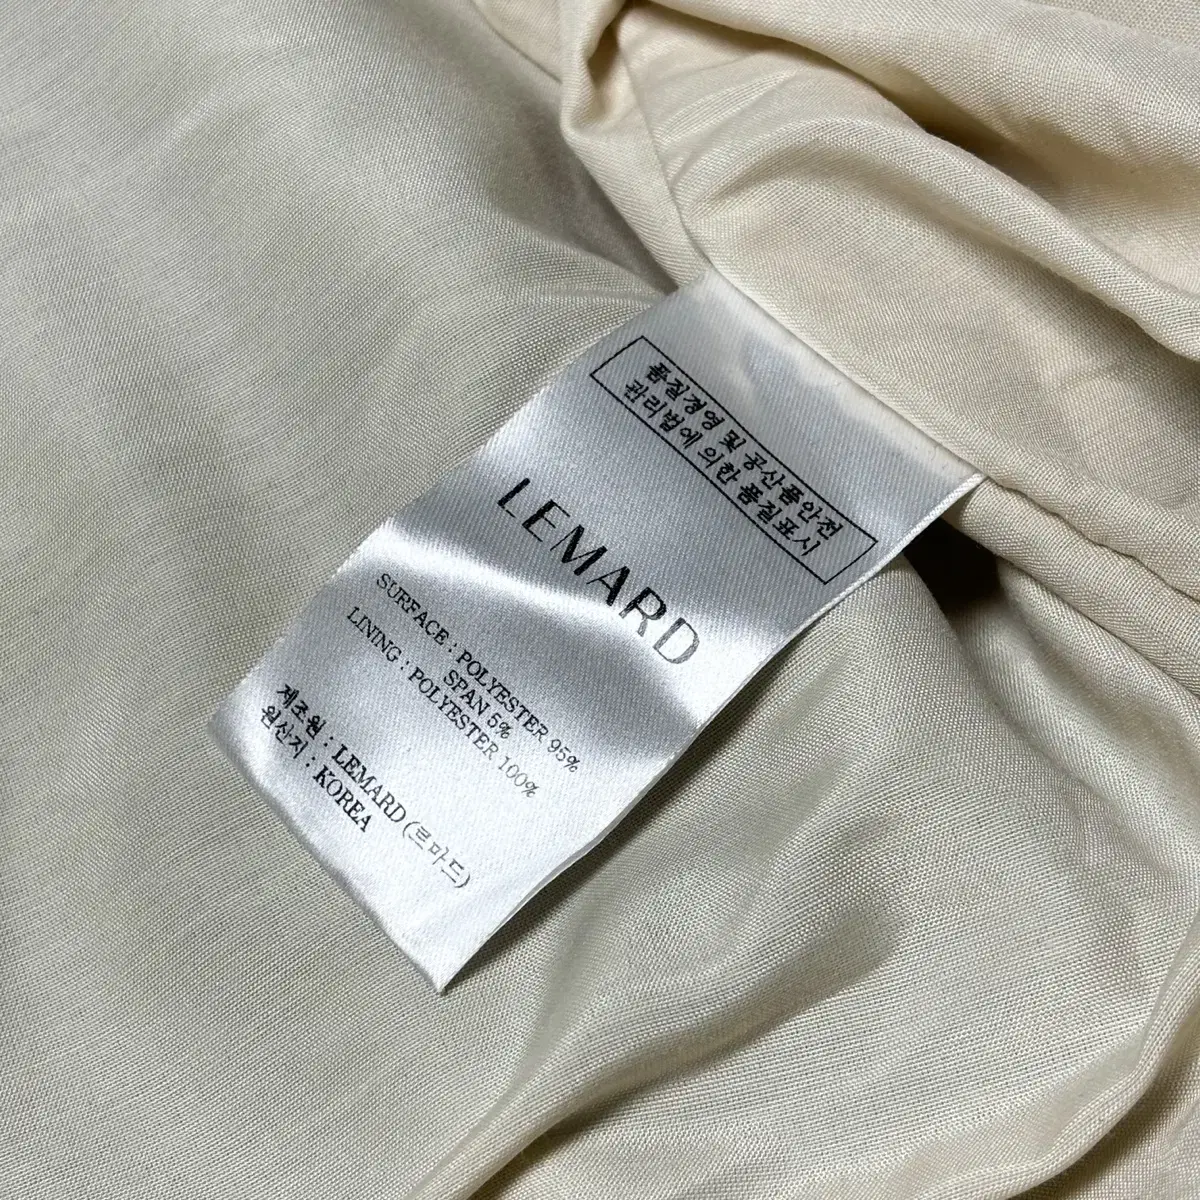 품질경영 및 공산품안전
관리법에 의한 품질표시
LEMARD
SURFACE : POLYESTER 95%
SPAN 5%
LINING : POLYESTER 100%
제조원 : LEMARD (르마드)
원산지 : KOREA